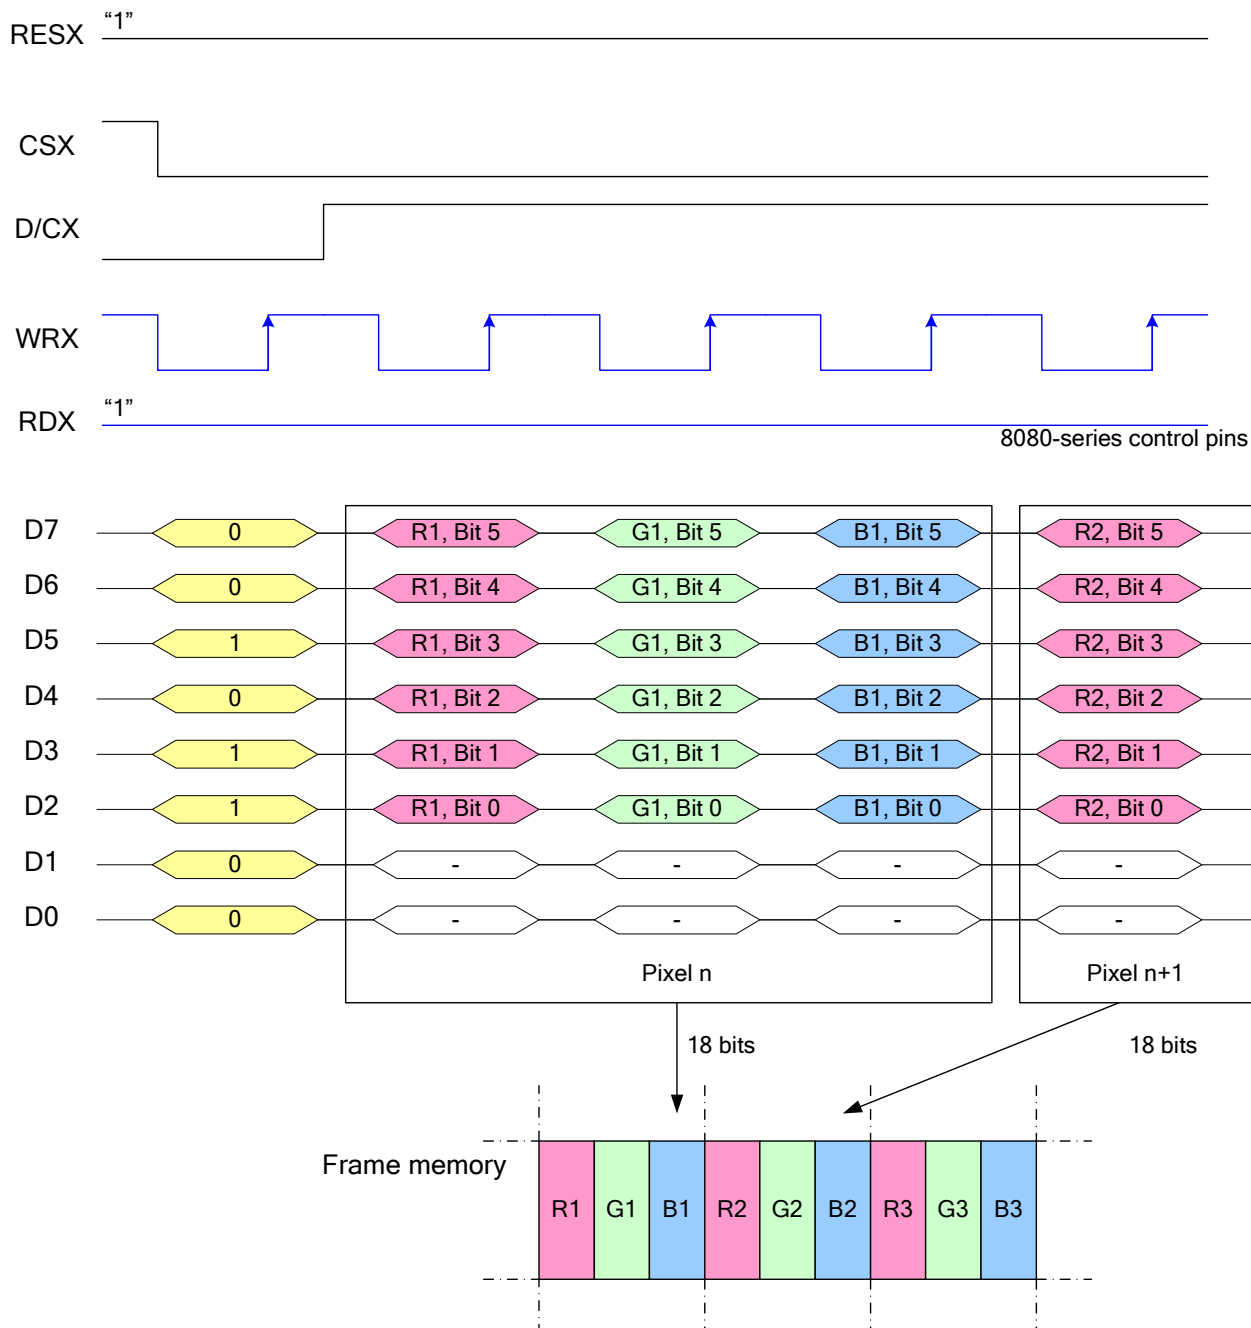 RESX “1”
CSX
D/CX
WRX
RDX “1”
8080-series control pins
D7 0 R1, Bit 5 G1, Bit 5 B1, Bit 5 R2, Bit 5
D6 0 R1, Bit 4 G1, Bit 4 B1, Bit 4 R2, Bit 4
D5 1 R1, Bit 3 G1, Bit 3 B1, Bit 3 R2, Bit 3
D4 0 R1, Bit 2 G1, Bit 2 B1, Bit 2 R2, Bit 2
D3 1 R1, Bit 1 G1, Bit 1 B1, Bit 1 R2, Bit 1
D2 1 R1, Bit 0 G1, Bit 0 B1, Bit 0 R2, Bit 0
D1 0 - - - -
D0 0 - - - -
Pixel n Pixel n+1
18 bits 18 bits
Frame memory
R1 G1 B1 R2 G2 B2 R3 G3 B3